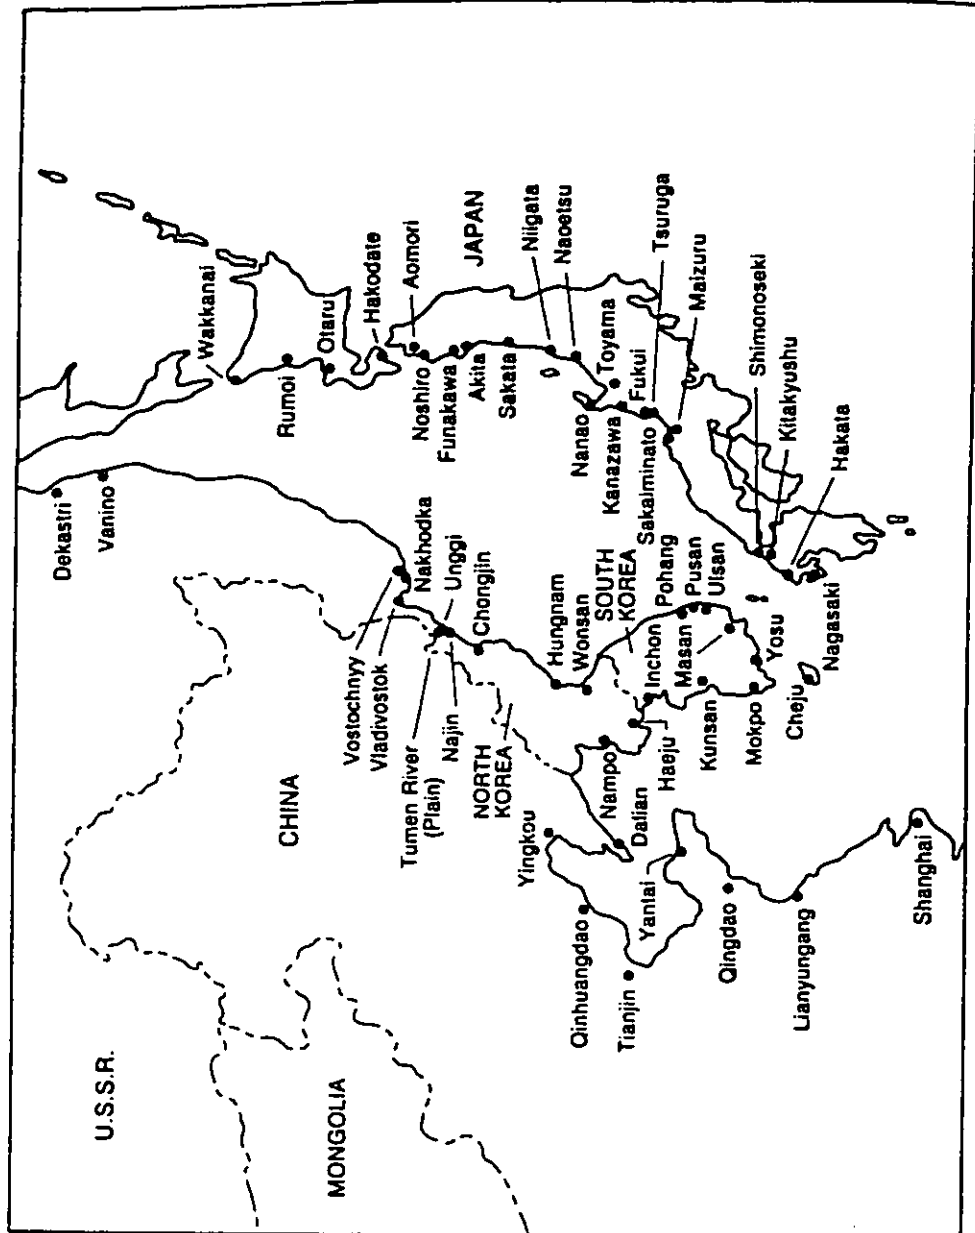 Dekastri
U.S.S.R.
Vanino
Wakkanai
CHINA
Rumoi
Otaru
MONGOLIA
Vostochnyy
Hakodate
Vladivostok
Tumen River
(Plain)
Aomori
Nakhodka
Noshiro
Najin
Unggi
Funakawa
NORTH
KOREA
Chongjin
Akita
JAPAN
Sakata
Yingkou
Niigata
Hungnam
Naoetsu
Qinhuangdao
Wonsan
Nanao
SOUTH
KOREA
Toyama
Nampo
Kanazawa
Tianjin
Dalian
Fukui
Yantai
Inchon
Sakaiminato
Pohang
Tsuruga
Haeju
Masan
Pusan
Maizuru
Kunsan
Ulsan
Qingdao
Mokpo
Shimonoseki
Yosu
Kitakyushu
Cheju
Lianyungang
Nagasaki
Hakata
Shanghai